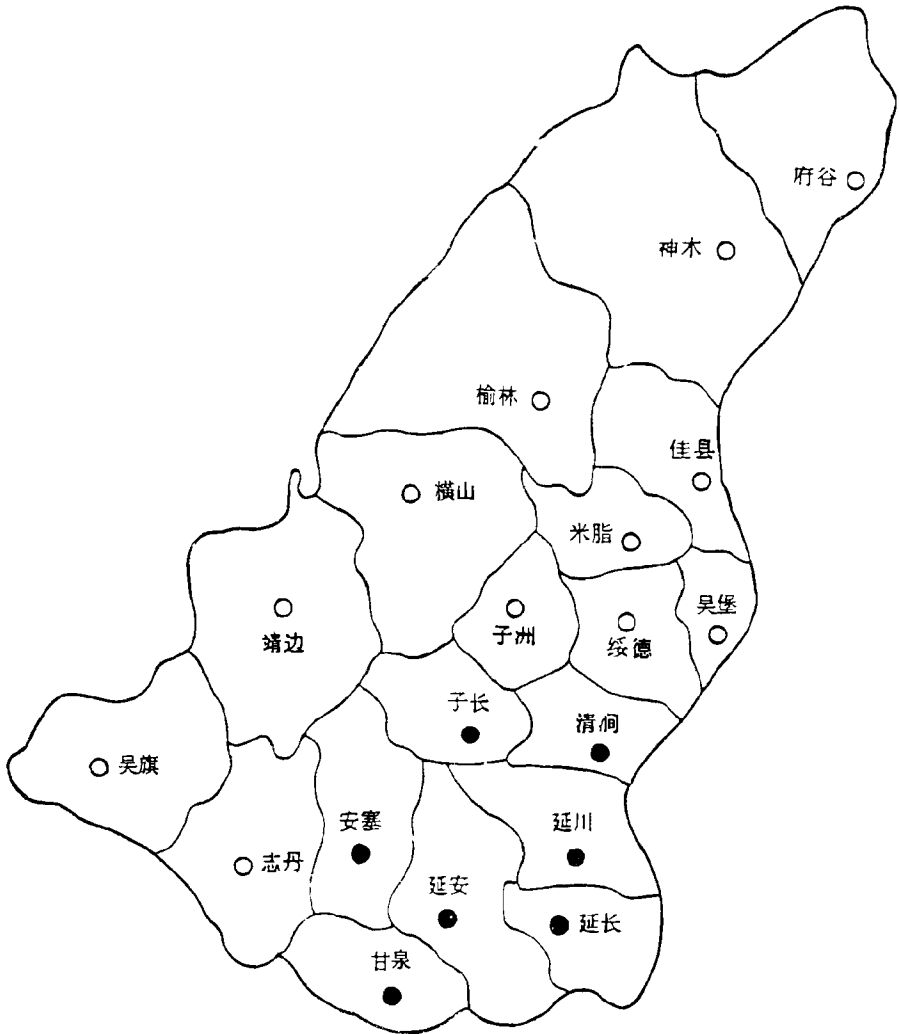 府谷
神木
榆林
佳县
横山
米脂
吴堡
子洲
绥德
靖边
子长
清涧
吴旗
安塞
延川
志丹
延安
延长
甘泉